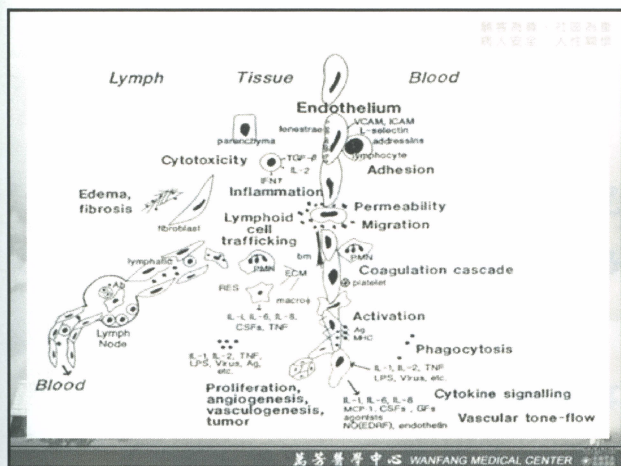 Lymph
Tissue
Blood
Endothelium
fenestrae
VCAM, ICAM
L-selectin
addressins
lymphocyte
Adhesion
parenchyma
Cytotoxicity
TGF-β
IL-2
IFNγ
Inflammation
Edema,
fibrosis
fibroblast
Lymphoid
cell
trafficking
Permeability
Migration
lymphatic
PMN
bm
ECM
PMN
Coagulation cascade
platelet
RES
macros
IL-1, IL-6, IL-8,
CSFs, TNF
Activation
Ag
MHC
Ag
Lymph
Node
IL-1, IL-2, TNF,
LPS, Virus, Ag,
etc.
Phagocytosis
IL-1, IL-2, TNF
LPS, Virus, etc.
Blood
Proliferation,
angiogenesis,
vasculogenesis,
tumor
IL-1, IL-6, IL-8
MCP-1, CSFs, GFs
agonists
NO(EDRF), endothelin
Cytokine signalling
Vascular tone-flow
萬芳醫學中心 WANFANG MEDICAL CENTER